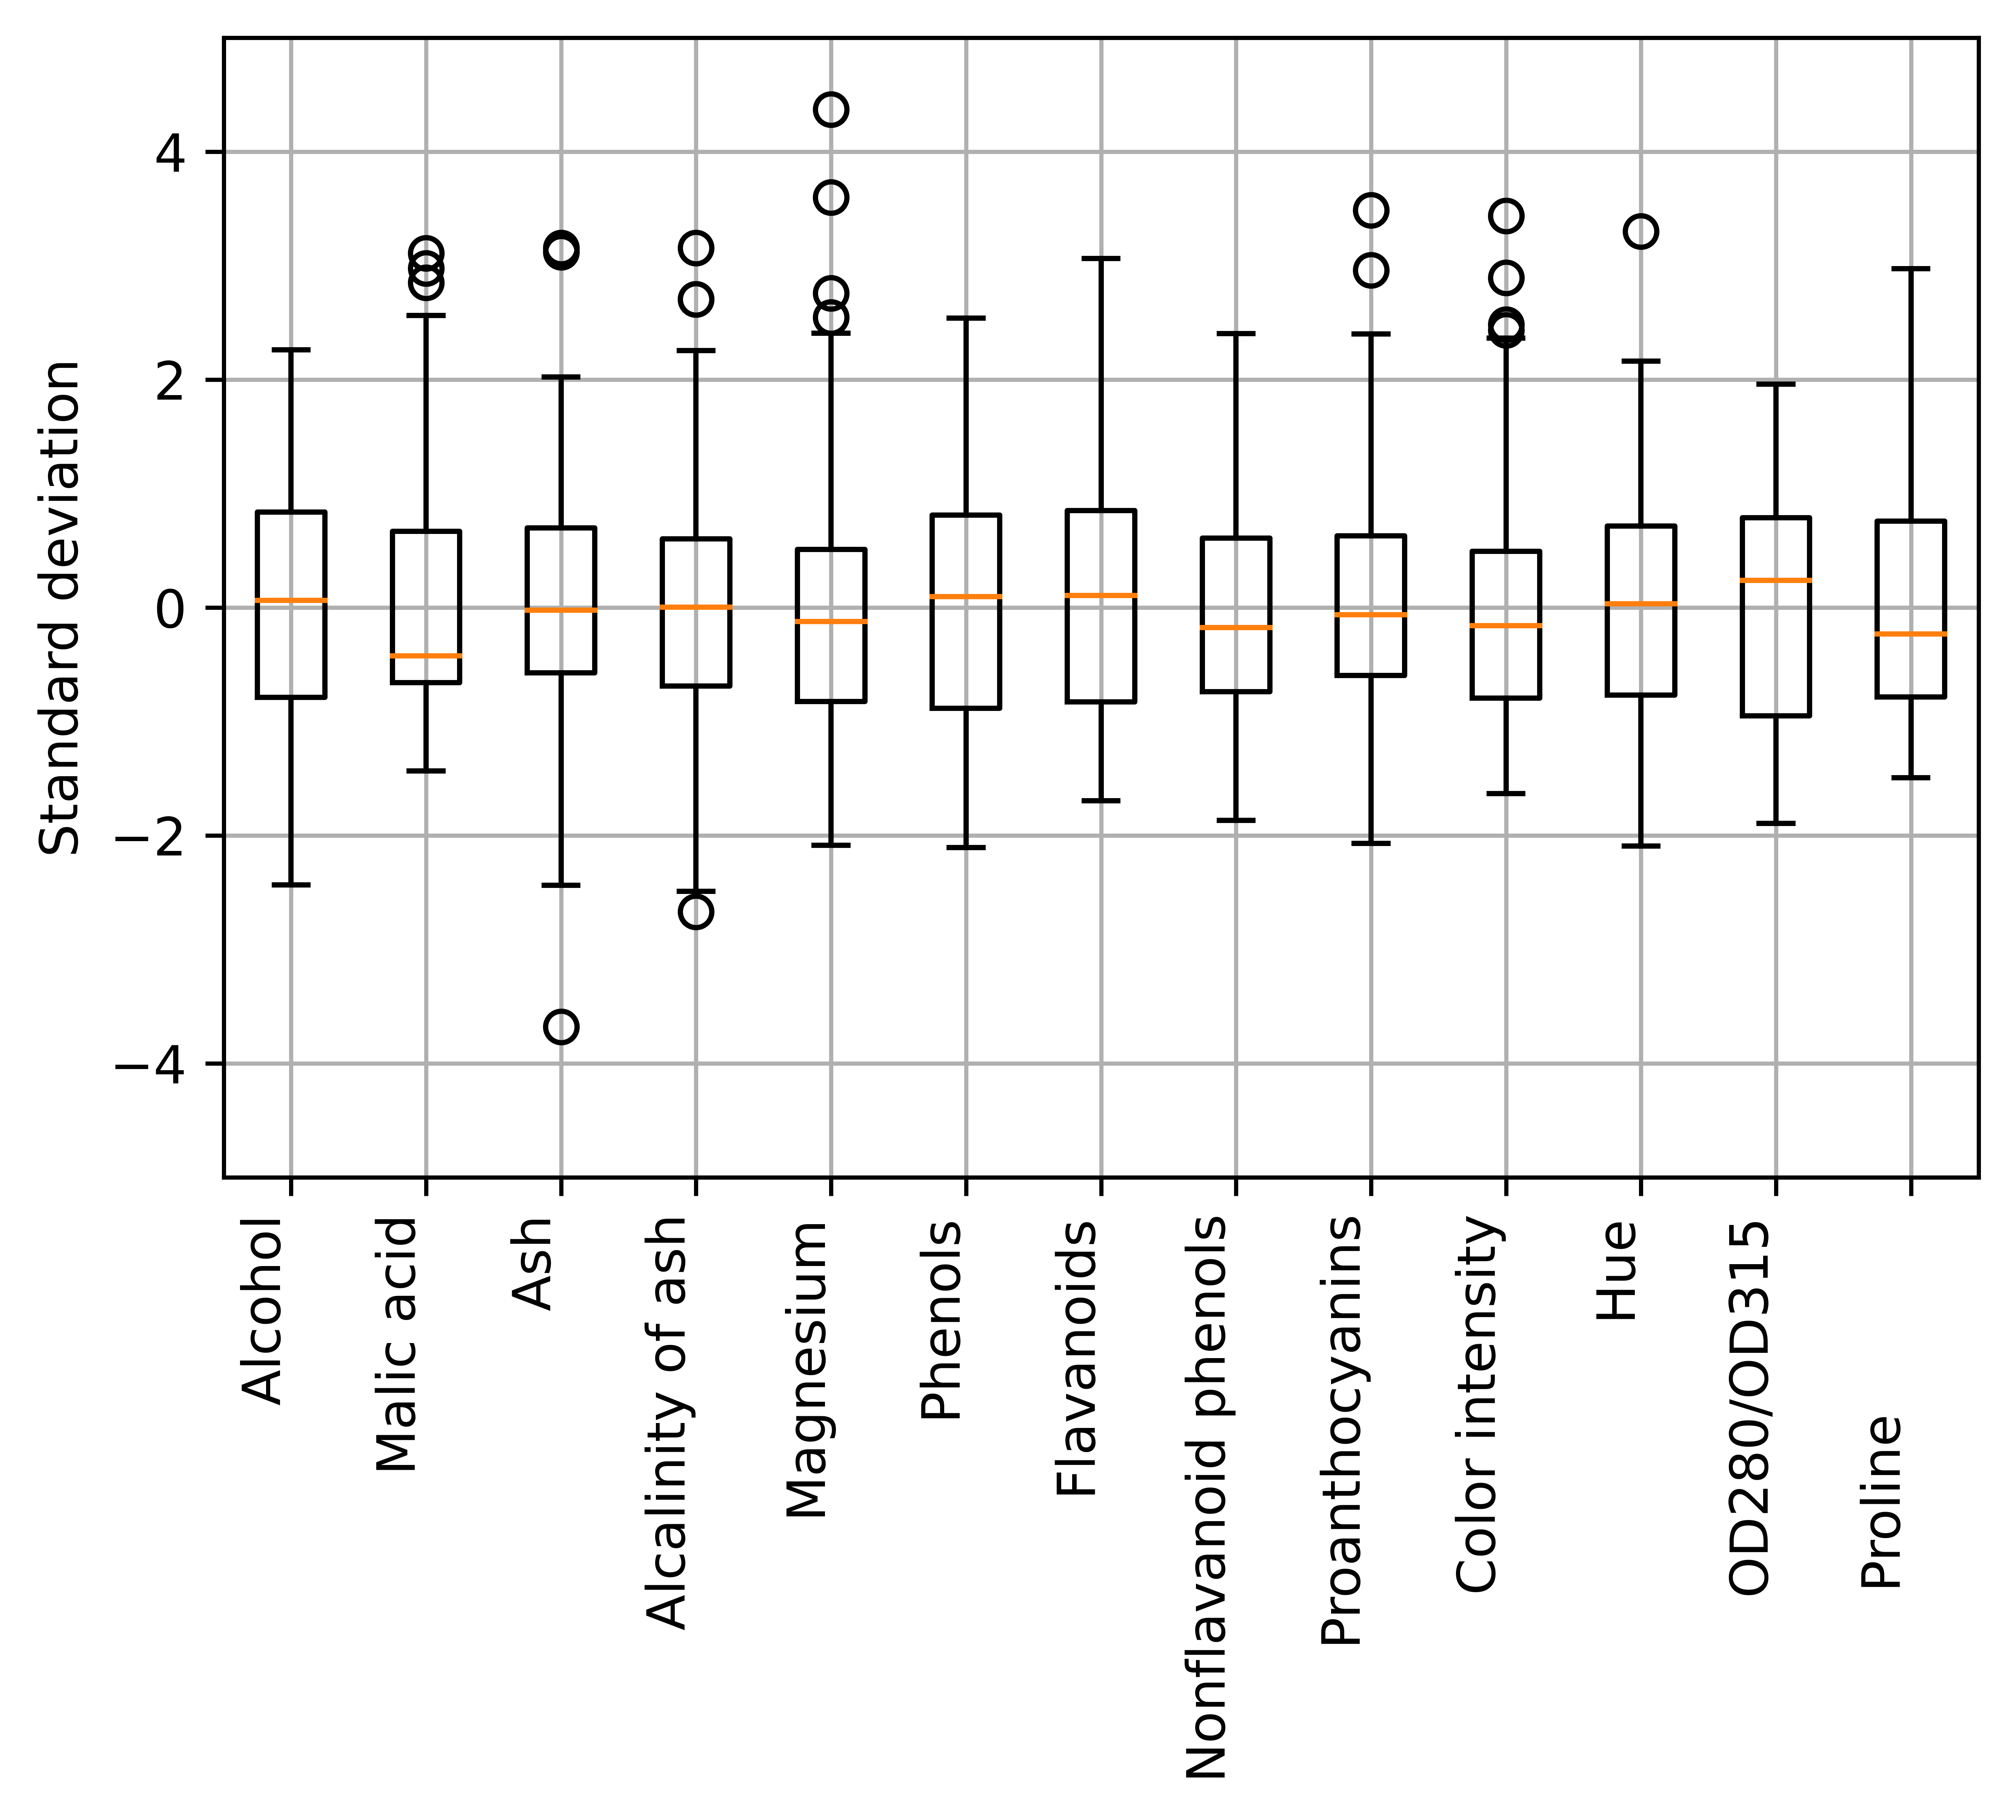 Standard deviation
4
2
0
−2
−4
Alcohol
Malic acid
Ash
Alcalinity of ash
Magnesium
Phenols
Flavanoids
Nonflavanoid phenols
Proanthocyanins
Color intensity
Hue
OD280/OD315
Proline